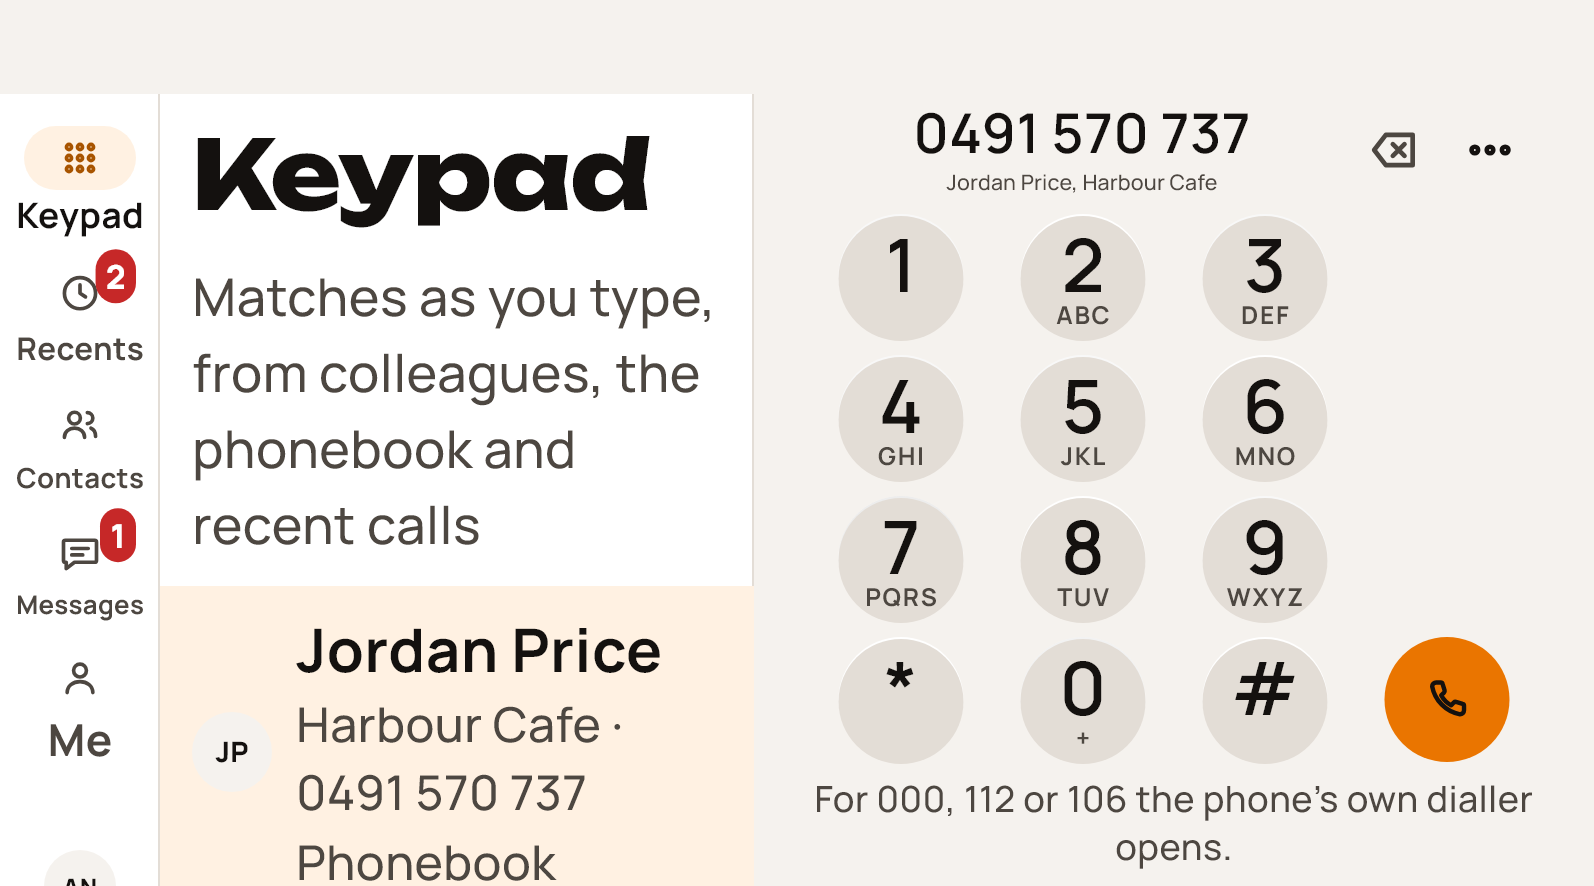 Keypad
2
Recents
Contacts
1
Messages
Me
AN
Keypad
Matches as you type,
from colleagues, the
phonebook and
recent calls
JP
Jordan Price
Harbour Cafe ·
0491 570 737
Phonebook
0491 570 737
Jordan Price, Harbour Cafe
1
2
ABC
3
DEF
4
GHI
5
JKL
6
MNO
7
PQRS
8
TUV
9
WXYZ
*
0
+
#
For 000, 112 or 106 the phone’s own dialler
opens.